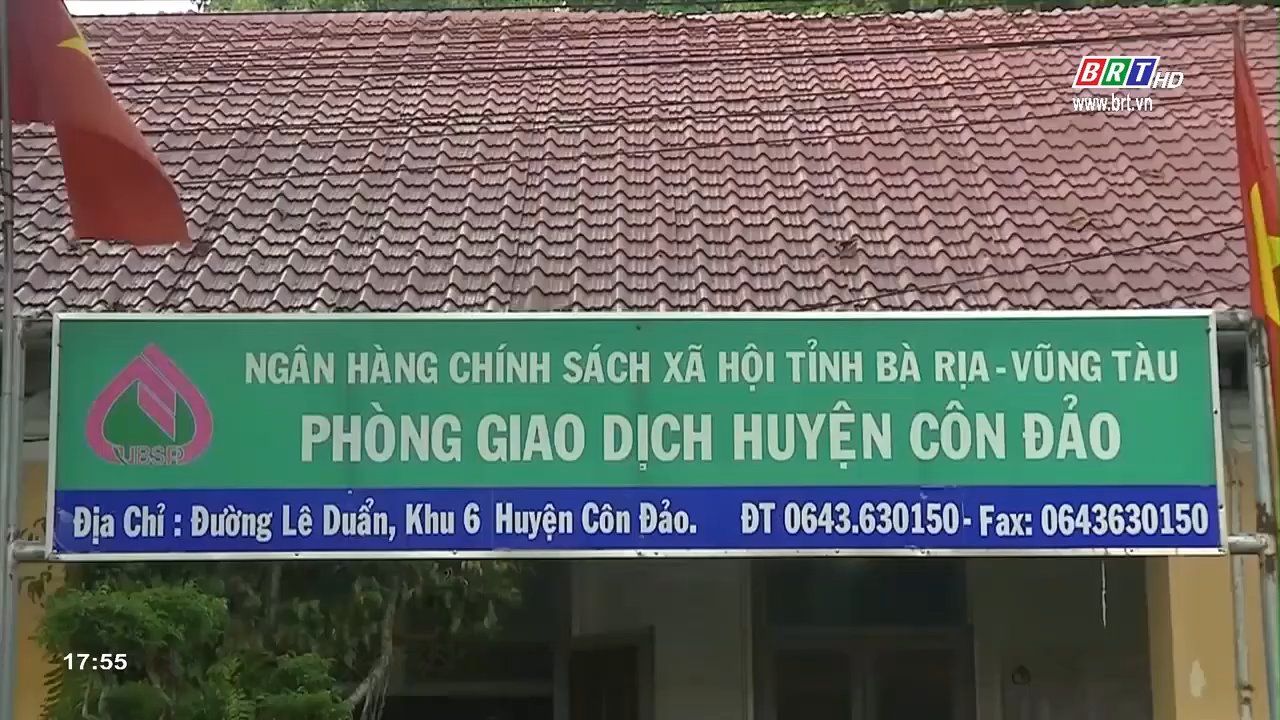 BRT HD
www.brt.vn
NGÂN HÀNG CHÍNH SÁCH XÃ HỘI TỈNH BÀ RỊA - VŨNG TÀU
PHÒNG GIAO DỊCH HUYỆN CÔN ĐẢO
VBSP
Địa Chỉ : Đường Lê Duẩn, Khu 6 Huyện Côn Đảo. ĐT 0643.630150 - Fax: 0643630150
17:55